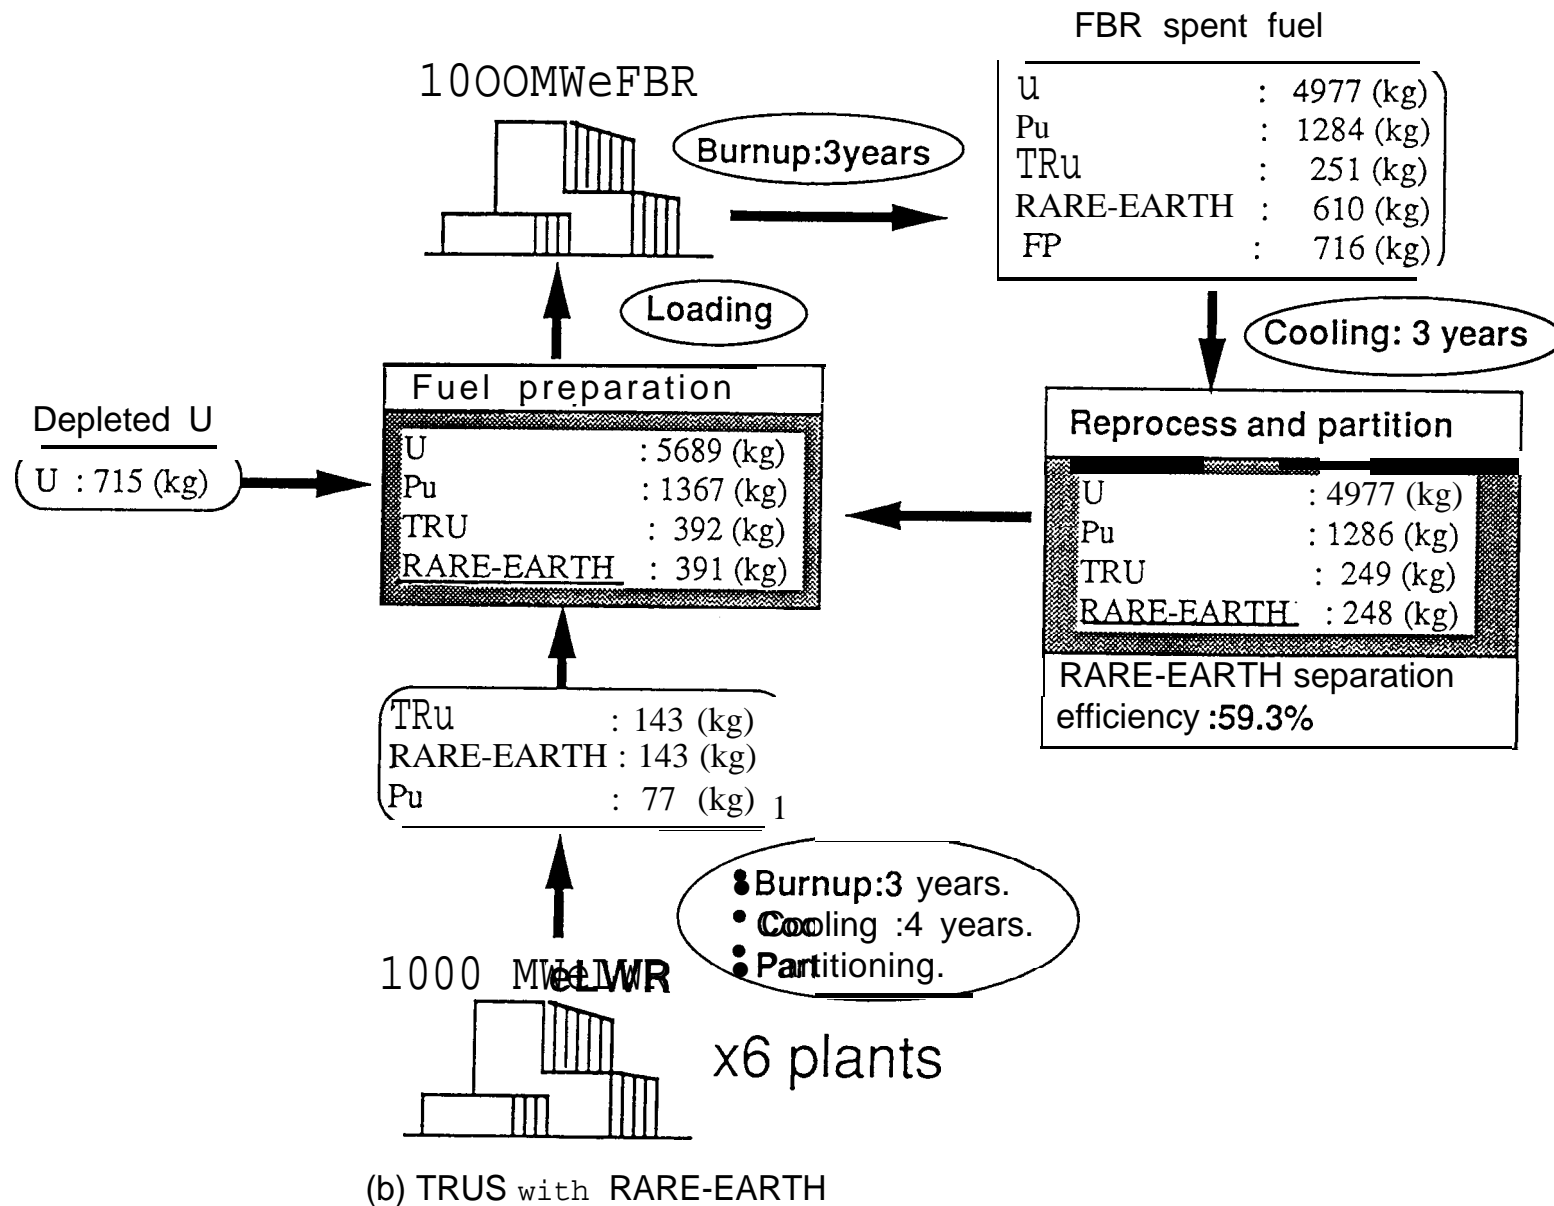 FBR spent fuel
10OOMWeFBR
u : 4977 (kg)
Pu : 1284 (kg)
TRu : 251 (kg)
RARE-EARTH : 610 (kg)
FP : 716 (kg)
Burnup:3years
Loading
Cooling: 3 years
Fuel preparation
U : 5689 (kg)
Pu : 1367 (kg)
TRU : 392 (kg)
RARE-EARTH : 391 (kg)
Depleted U
U : 715 (kg)
Reprocess and partition
U : 4977 (kg)
Pu : 1286 (kg)
TRU : 249 (kg)
RARE-EARTH : 248 (kg)
RARE-EARTH separation
efficiency :59.3%
TRu : 143 (kg)
RARE-EARTH : 143 (kg)
Pu : 77 (kg) 1
Burnup:3 years.
Cooling :4 years.
Partitioning.
1000 MWeLWR
x6 plants
(b) TRUS with RARE-EARTH